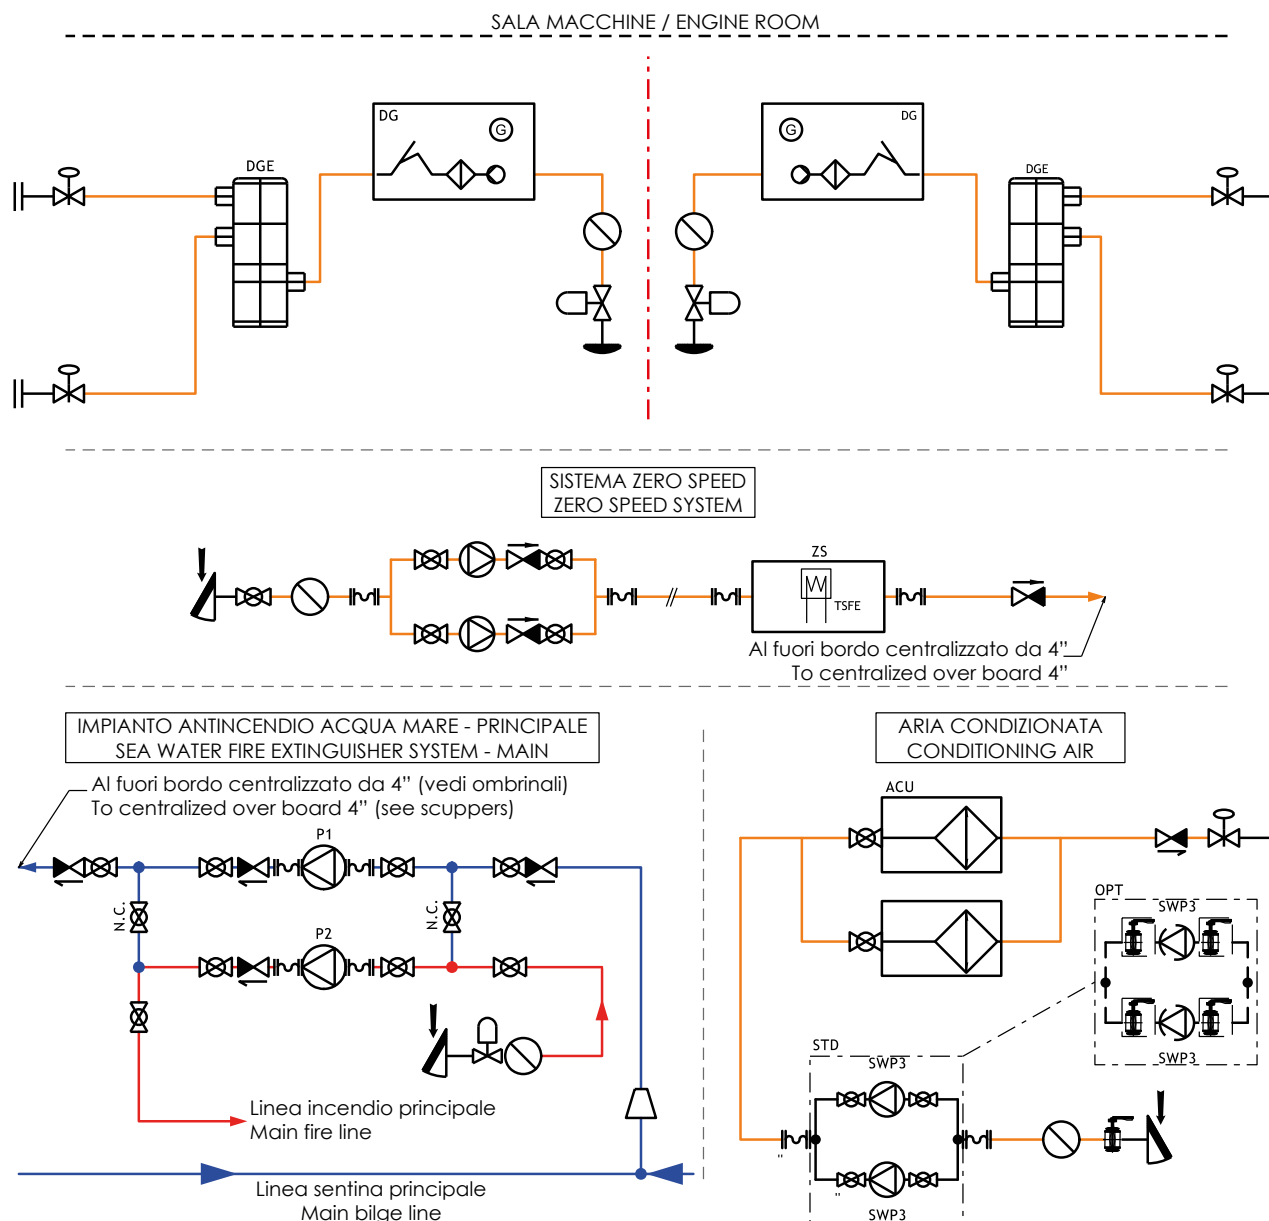 SALA MACCHINE / ENGINE ROOM
DG
G
DGE
G
DG
DGE
SISTEMA ZERO SPEED
ZERO SPEED SYSTEM
ZS
TSFE
Al fuori bordo centralizzato da 4”
To centralized over board 4”
IMPIANTO ANTINCENDIO ACQUA MARE - PRINCIPALE
SEA WATER FIRE EXTINGUISHER SYSTEM - MAIN
Al fuori bordo centralizzato da 4” (vedi ombrinali)
To centralized over board 4” (see scuppers)
P1
N.C.
N.C.
P2
Linea incendio principale
Main fire line
Linea sentina principale
Main bilge line
ARIA CONDIZIONATA
CONDITIONING AIR
ACU
OPT
SWP3
SWP3
STD
SWP3
"
"
SWP3